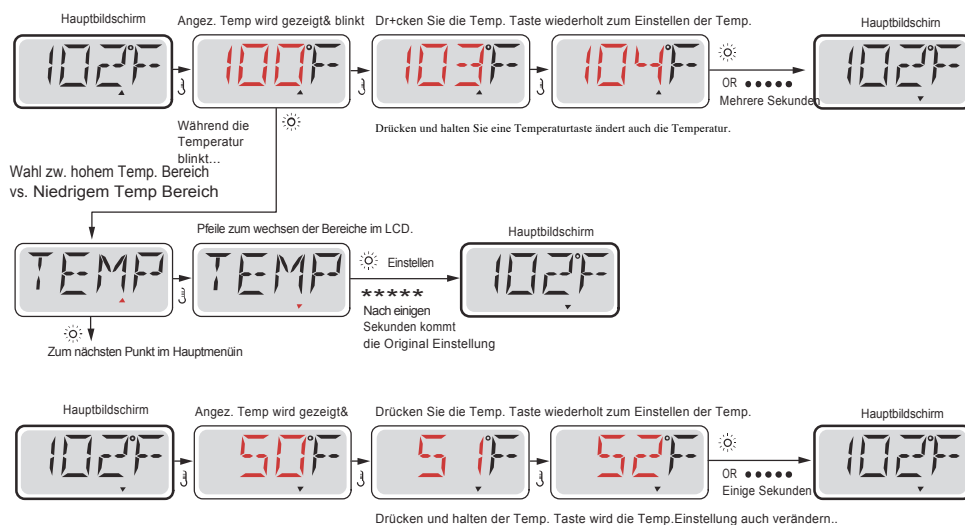 Hauptbildschirm
Angez. Temp wird gezeigt& blinkt
Dr+cken Sie die Temp. Taste wiederholt zum Einstellen der Temp.
Hauptbildschirm
102°F
100°F
103°F
104°F
OR •••••
Mehrere Sekunden
102°F
Während die
Temperatur
blinkt...
Drücken und halten Sie eine Temperaturtaste ändert auch die Temperatur.
Wahl zw. hohem Temp. Bereich
vs. Niedrigem Temp Bereich
Pfeile zum wechsen der Bereiche im LCD.
Hauptbildschirm
TEMP
TEMP
Einstellen
*****
Nach einigen
Sekunden kommt
die Original Einstellung
102°F
Zum nächsten Punkt im Hauptmenüin
Hauptbildschirm
Angez. Temp wird gezeigt&
Drücken Sie die Temp. Taste wiederholt zum Einstellen der Temp.
Hauptbildschirm
102°F
50°F
51°F
52°F
OR •••••
Einige Sekunden
102°F
Drücken und halten der Temp. Taste wird die Temp.Einstellung auch verändern..